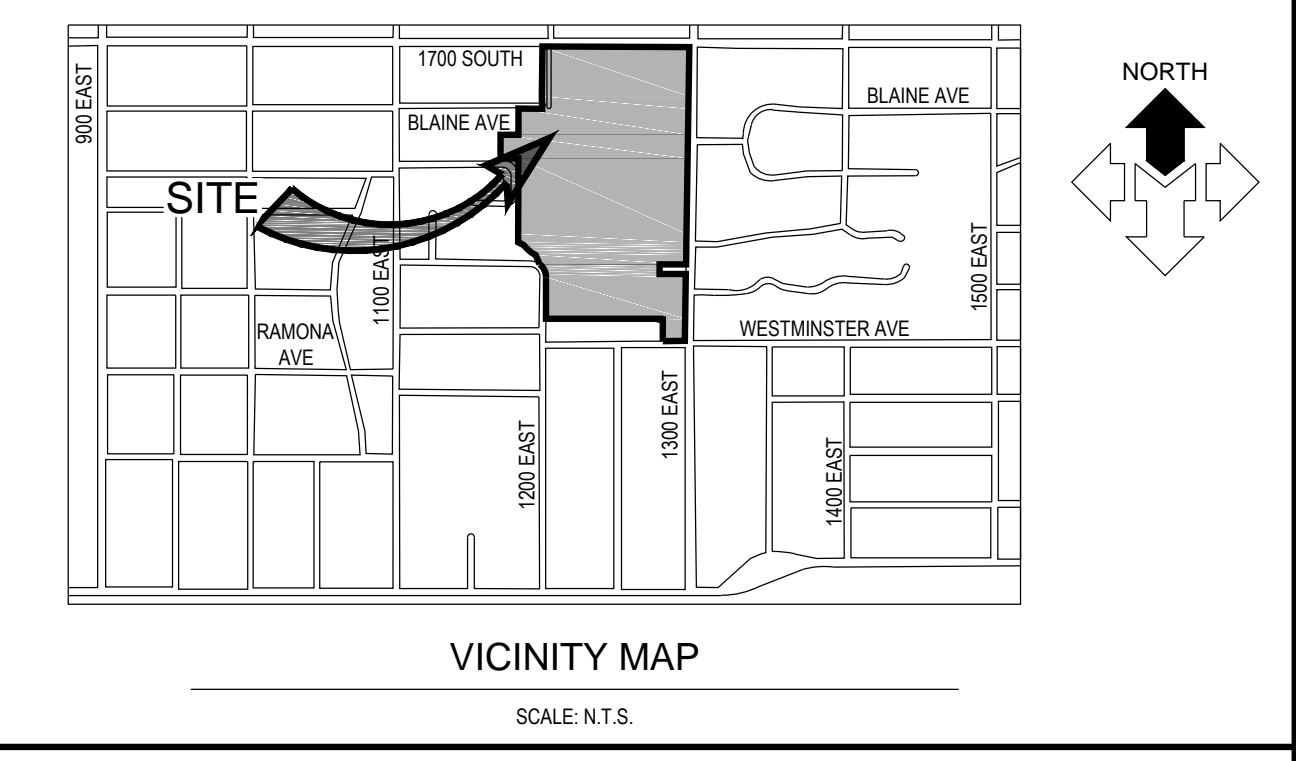 1700 SOUTH
NORTH
900 EAST
BLAINE AVE
BLAINE AVE
SITE
1100 EAST
1500 EAST
RAMONA
AVE
WESTMINSTER AVE
1300 EAST
1200 EAST
1400 EAST
VICINITY MAP
SCALE: N.T.S.